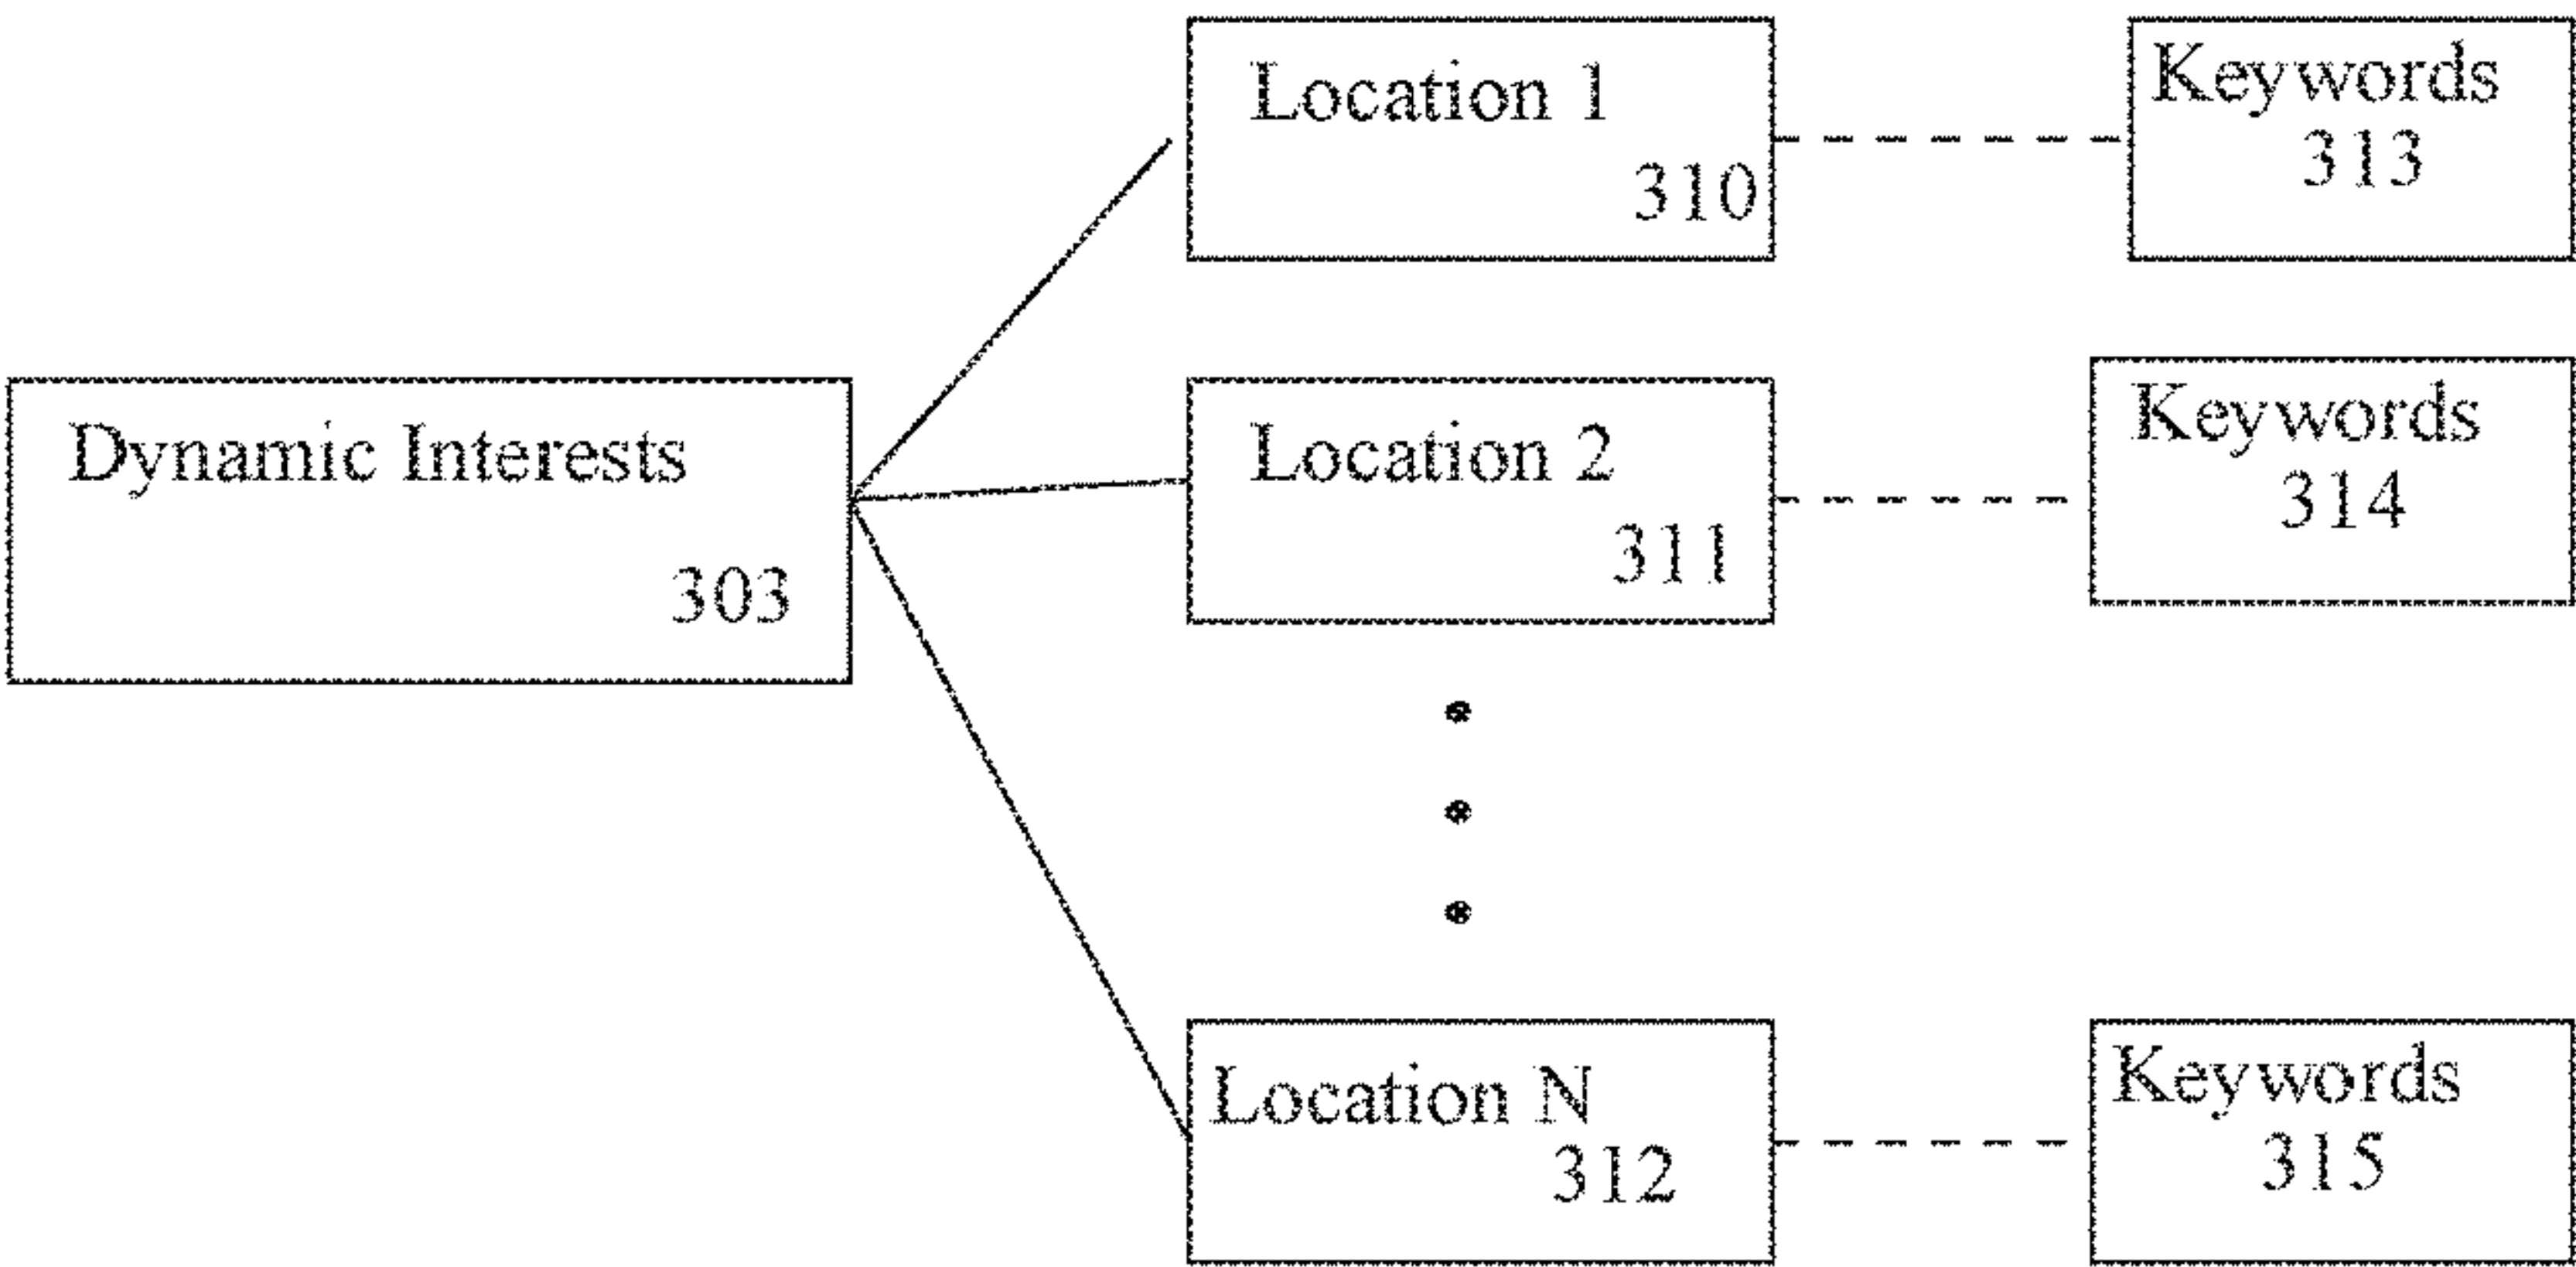 Location 1
310
Keywords
313
Dynamic Interests
303
Location 2
311
Keywords
314
Location N
312
Keywords
315